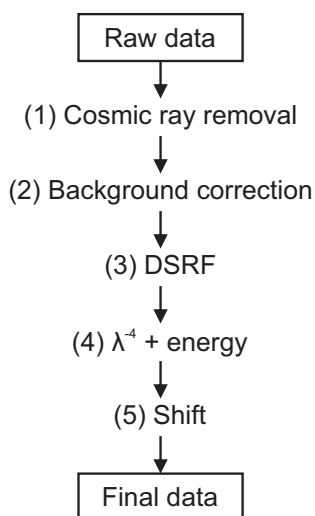 Raw data
(1) Cosmic ray removal
(2) Background correction
(3) DSRF
(4) λ⁻⁴ + energy
(5) Shift
Final data